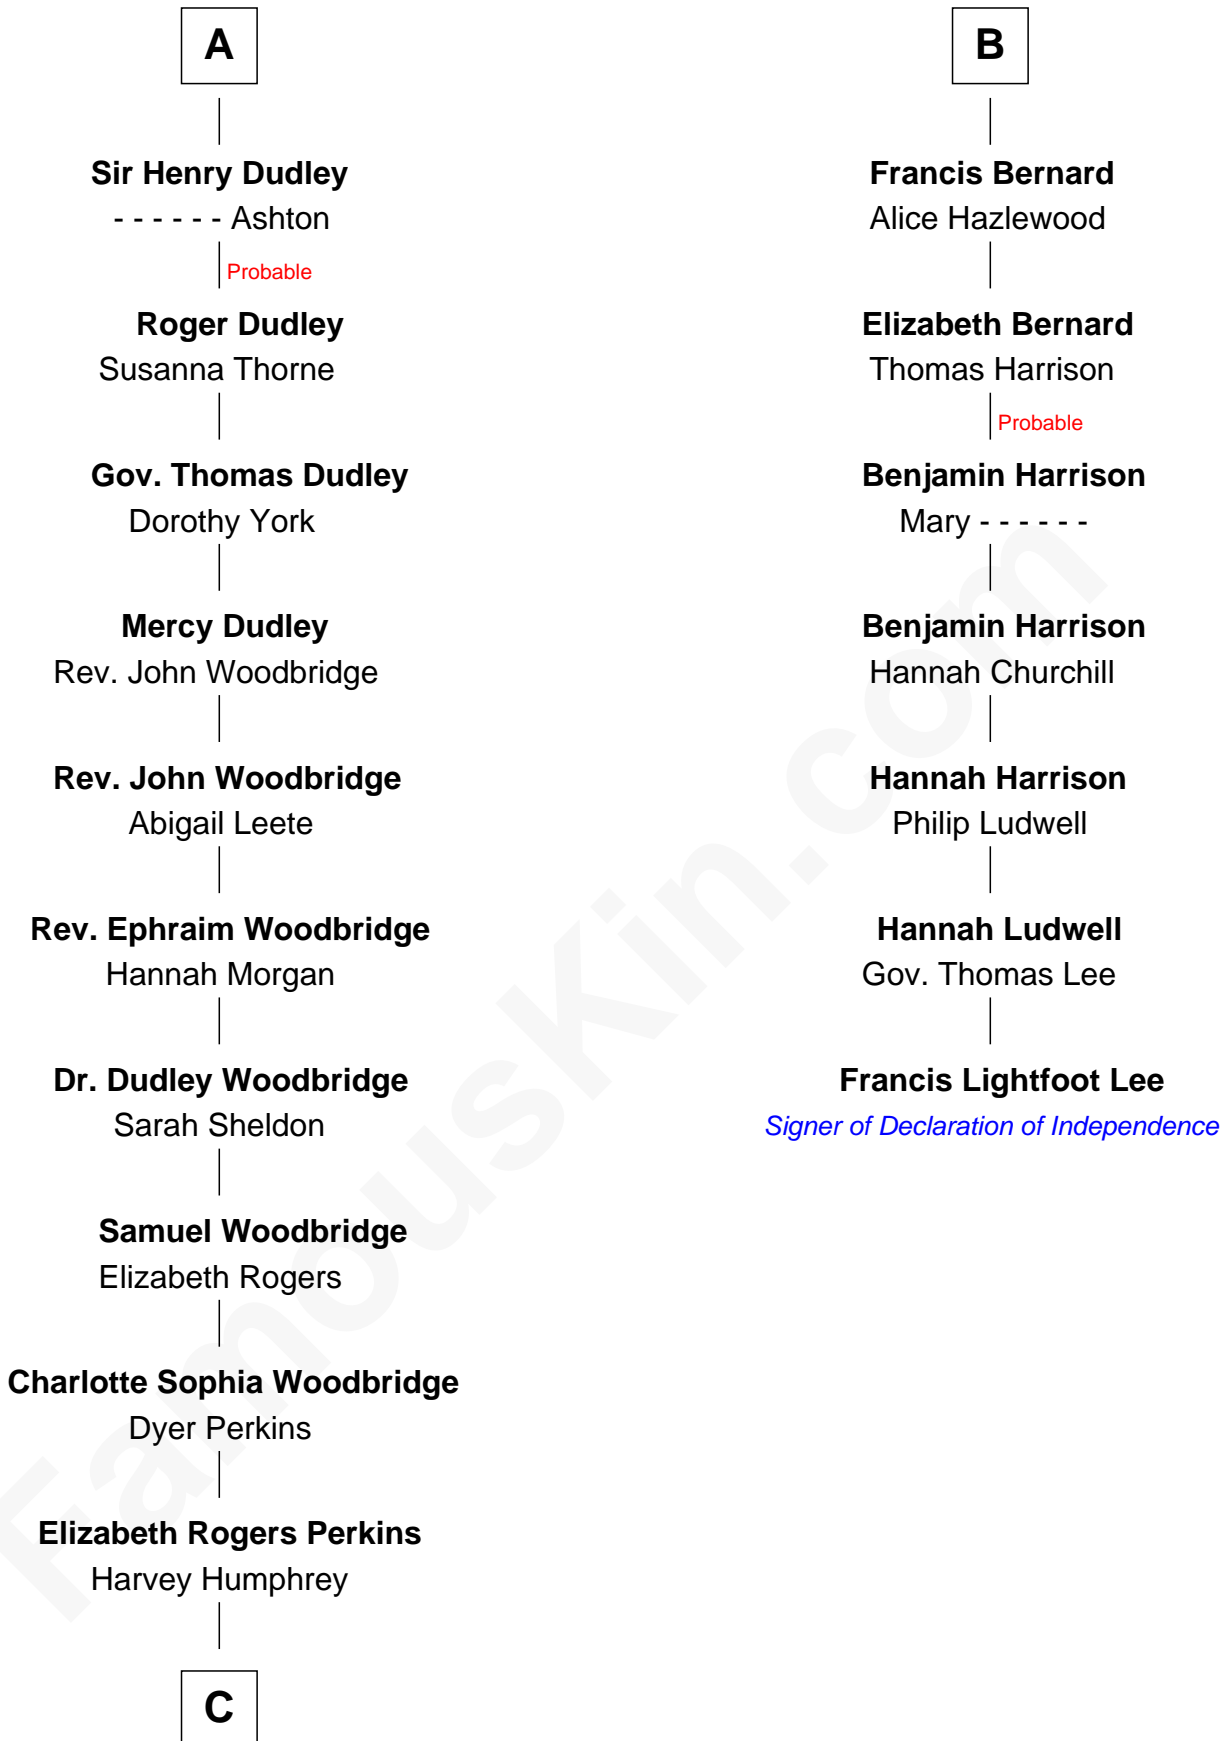 A
Sir Henry Dudley
- - - - - - Ashton
Probable
Roger Dudley
Susanna Thorne
Gov. Thomas Dudley
Dorothy York
Mercy Dudley
Rev. John Woodbridge
Rev. John Woodbridge
Abigail Leete
Rev. Ephraim Woodbridge
Hannah Morgan
Dr. Dudley Woodbridge
Sarah Sheldon
Samuel Woodbridge
Elizabeth Rogers
Charlotte Sophia Woodbridge
Dyer Perkins
Elizabeth Rogers Perkins
Harvey Humphrey
C
B
Francis Bernard
Alice Hazlewood
Elizabeth Bernard
Thomas Harrison
Probable
Benjamin Harrison
Mary - - - - - -
Benjamin Harrison
Hannah Churchill
Hannah Harrison
Philip Ludwell
Hannah Ludwell
Gov. Thomas Lee
Francis Lightfoot Lee
Signer of Declaration of Independence
FamousKin.com